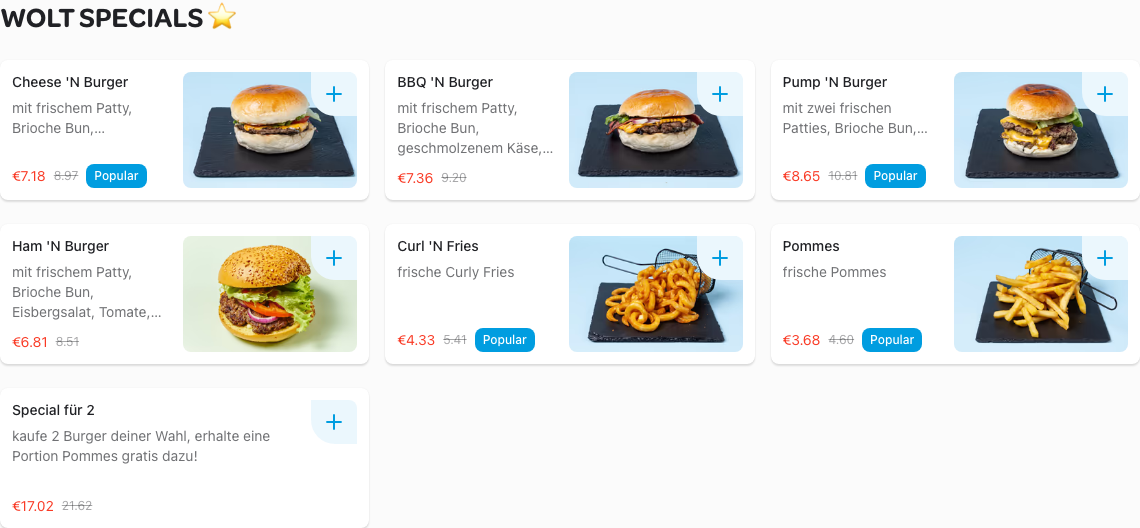 WOLT SPECIALS ⭐
Cheese 'N Burger
mit frischem Patty,
Brioche Bun,...
€7.18 8.97 Popular
BBQ 'N Burger
mit frischem Patty,
Brioche Bun,
geschmolzenem Käse,...
€7.36 9.20
Pump 'N Burger
mit zwei frischen
Patties, Brioche Bun,...
€8.65 10.81 Popular
Ham 'N Burger
mit frischem Patty,
Brioche Bun,
Eisbergsalat, Tomate,...
€6.81 8.51
Curl 'N Fries
frische Curly Fries
€4.33 5.41 Popular
Pommes
frische Pommes
€3.68 4.60 Popular
Special für 2
kaufe 2 Burger deiner Wahl, erhalte eine
Portion Pommes gratis dazu!
€17.02 21.62